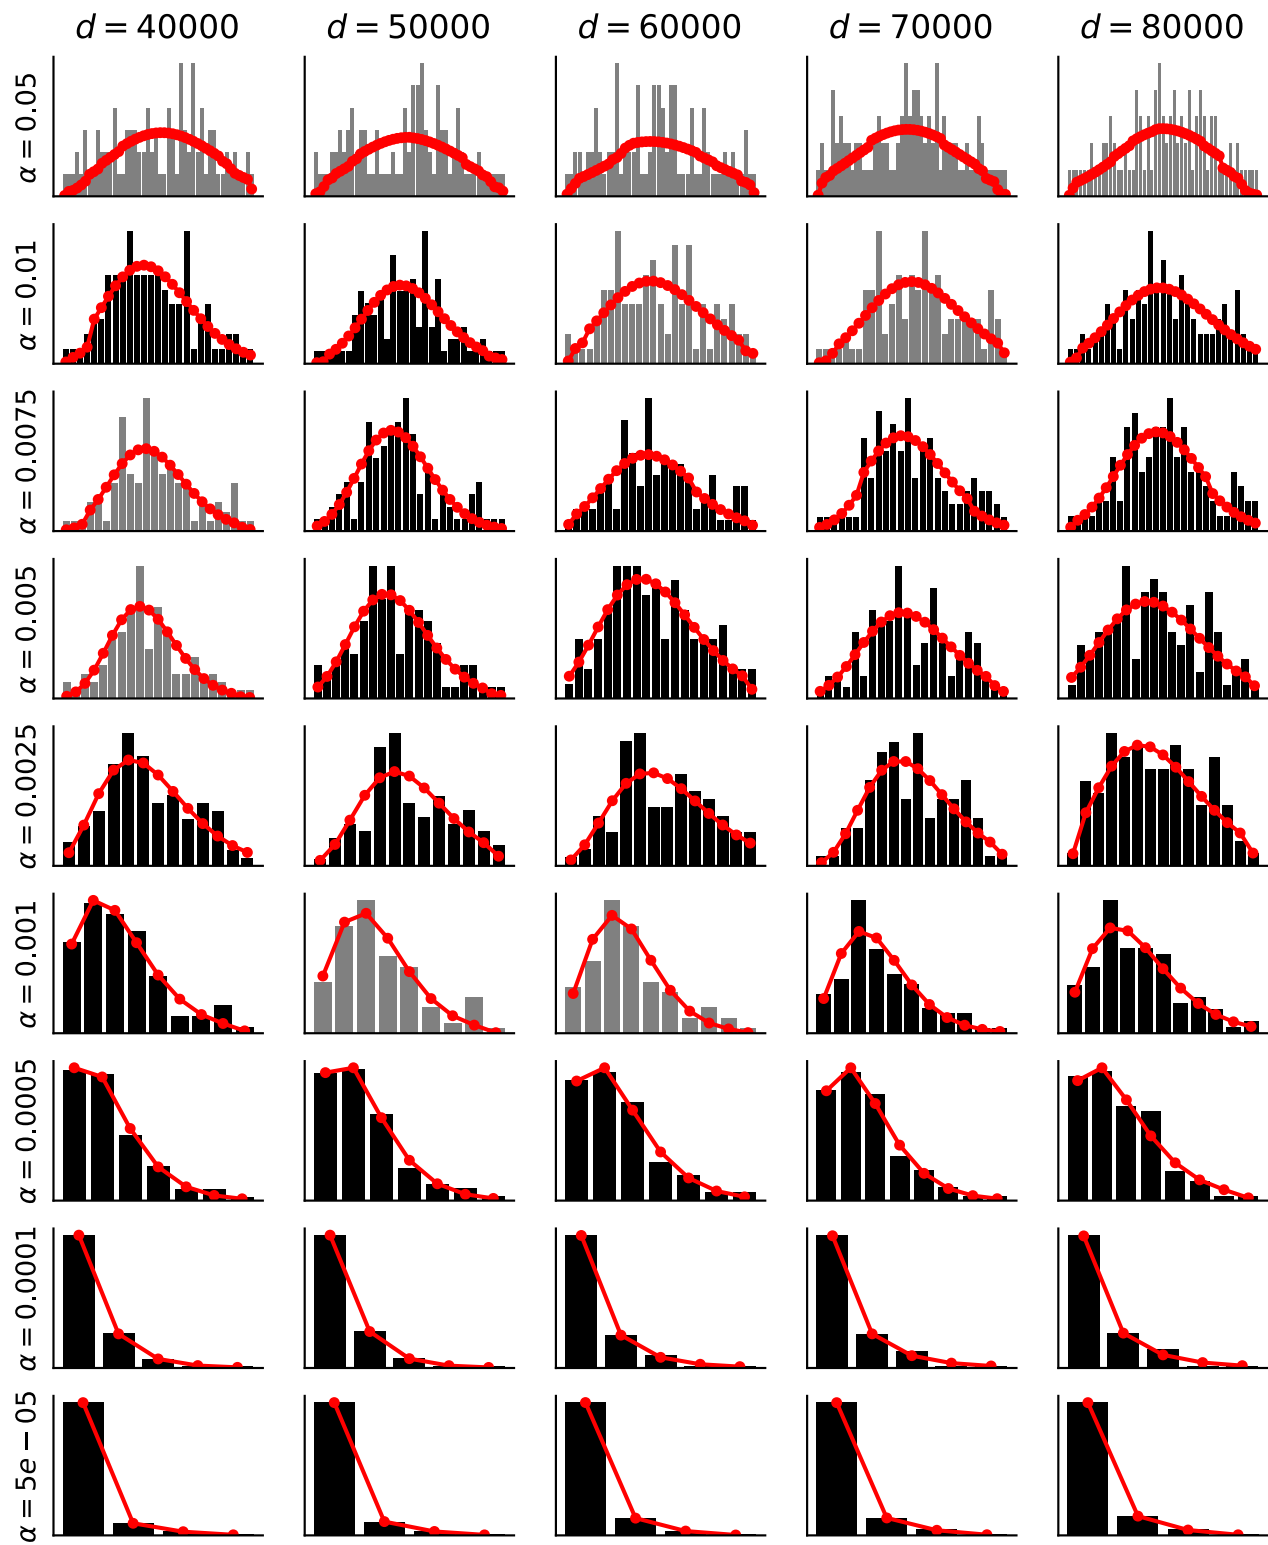 d = 40000
d = 50000
d = 60000
d = 70000
d = 80000
α = 0.05
α = 0.01
α = 0.0075
α = 0.005
α = 0.0025
α = 0.001
α = 0.0005
α = 0.0001
α = 5e − 05